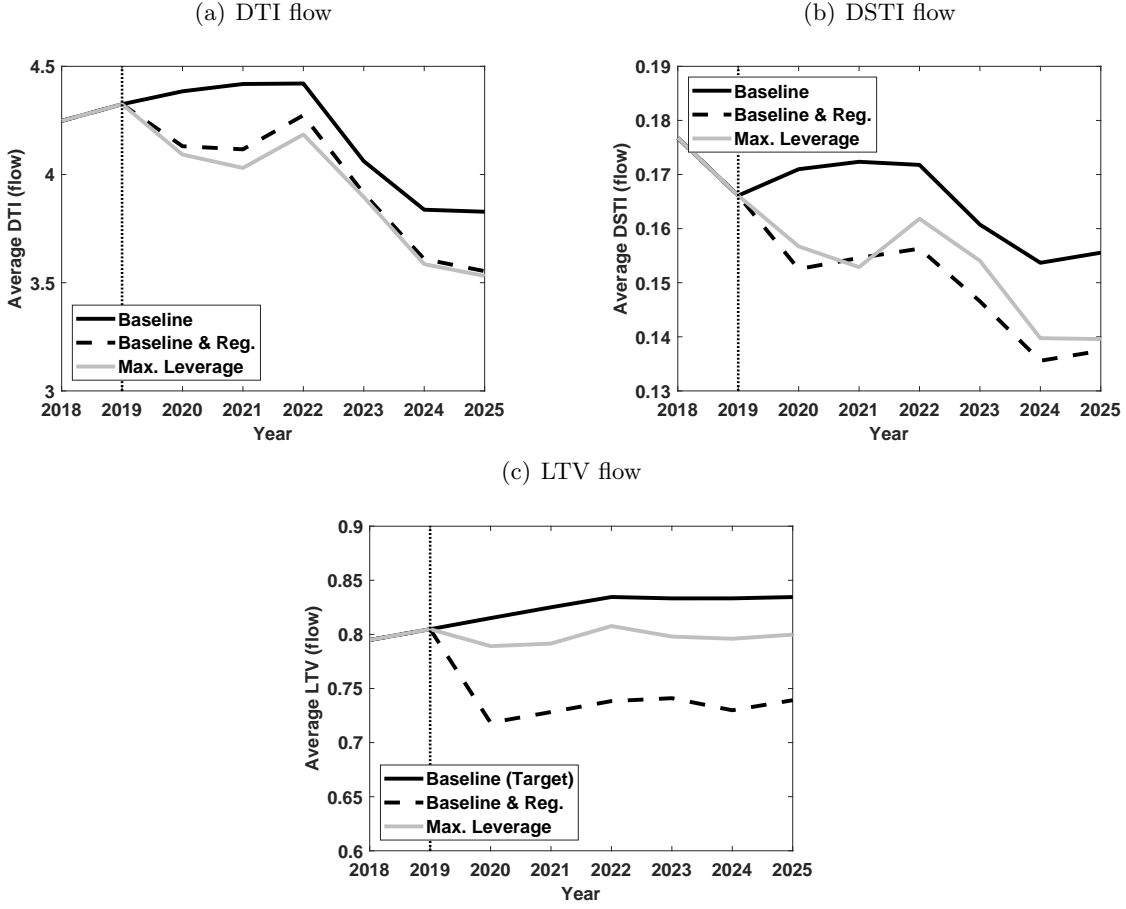 (a) DTI flow
Average DTI (flow)
4.5
4
3.5
3
Baseline
Baseline & Reg.
Max. Leverage
2018 2019 2020 2021 2022 2023 2024 2025
Year
(b) DSTI flow
Average DSTI (flow)
0.19
0.18
0.17
0.16
0.15
0.14
0.13
Baseline
Baseline & Reg.
Max. Leverage
2018 2019 2020 2021 2022 2023 2024 2025
Year
(c) LTV flow
Average LTV (flow)
0.9
0.85
0.8
0.75
0.7
0.65
0.6
Baseline (Target)
Baseline & Reg.
Max. Leverage
2018 2019 2020 2021 2022 2023 2024 2025
Year